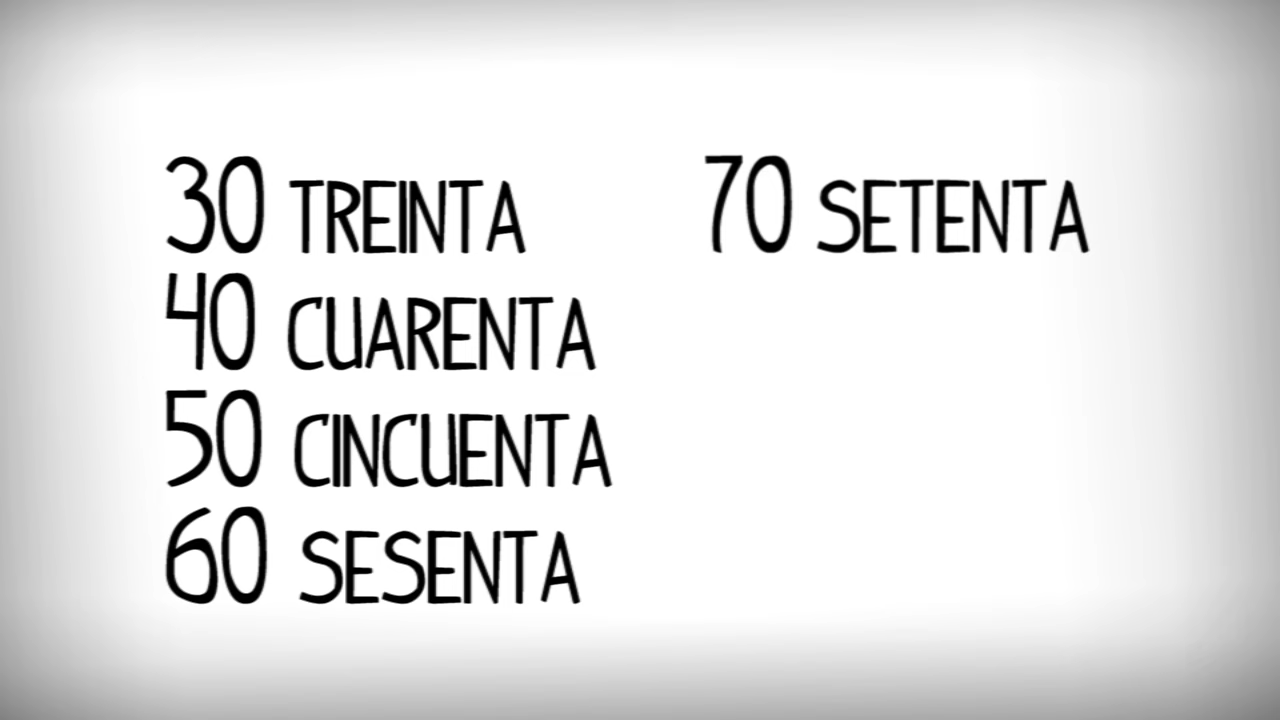 30 TREINTA
40 CUARENTA
50 CINCUENTA
60 SESENTA
70 SETENTA